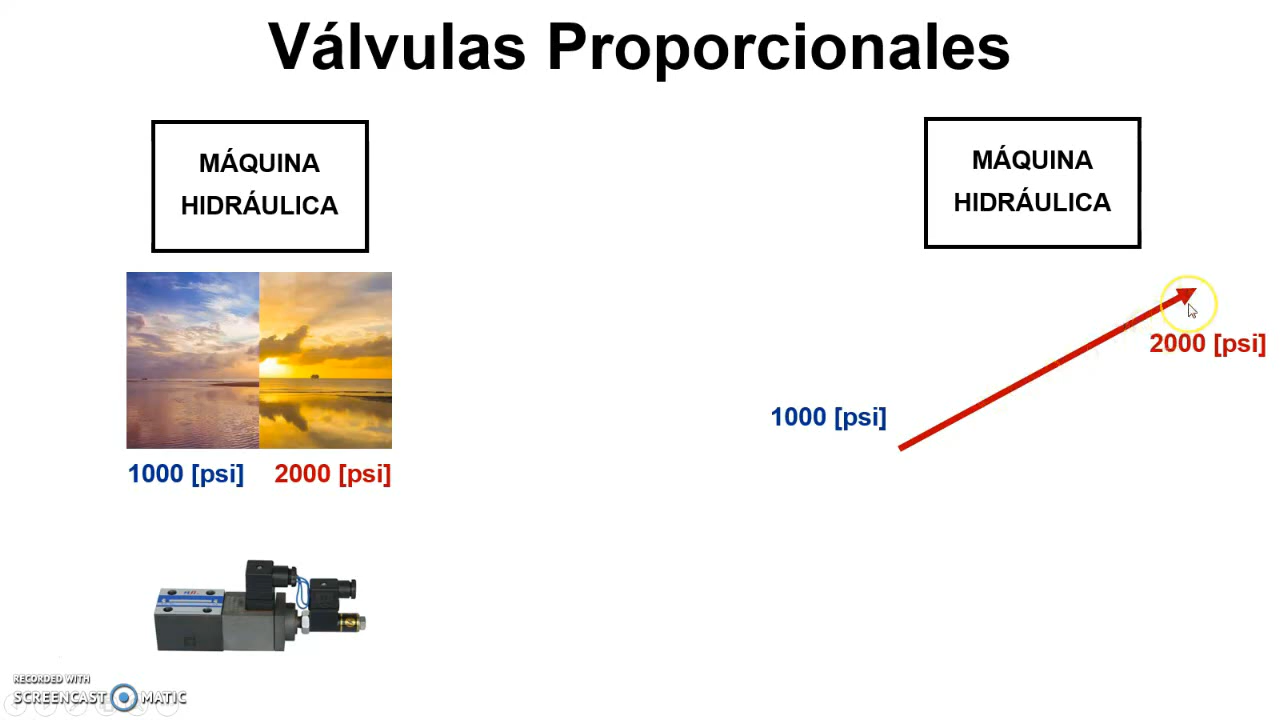 Válvulas Proporcionales
MÁQUINA
HIDRÁULICA
1000 [psi]
2000 [psi]
MÁQUINA
HIDRÁULICA
1000 [psi]
2000 [psi]
RECORDED WITH
SCREENCAST MATIC